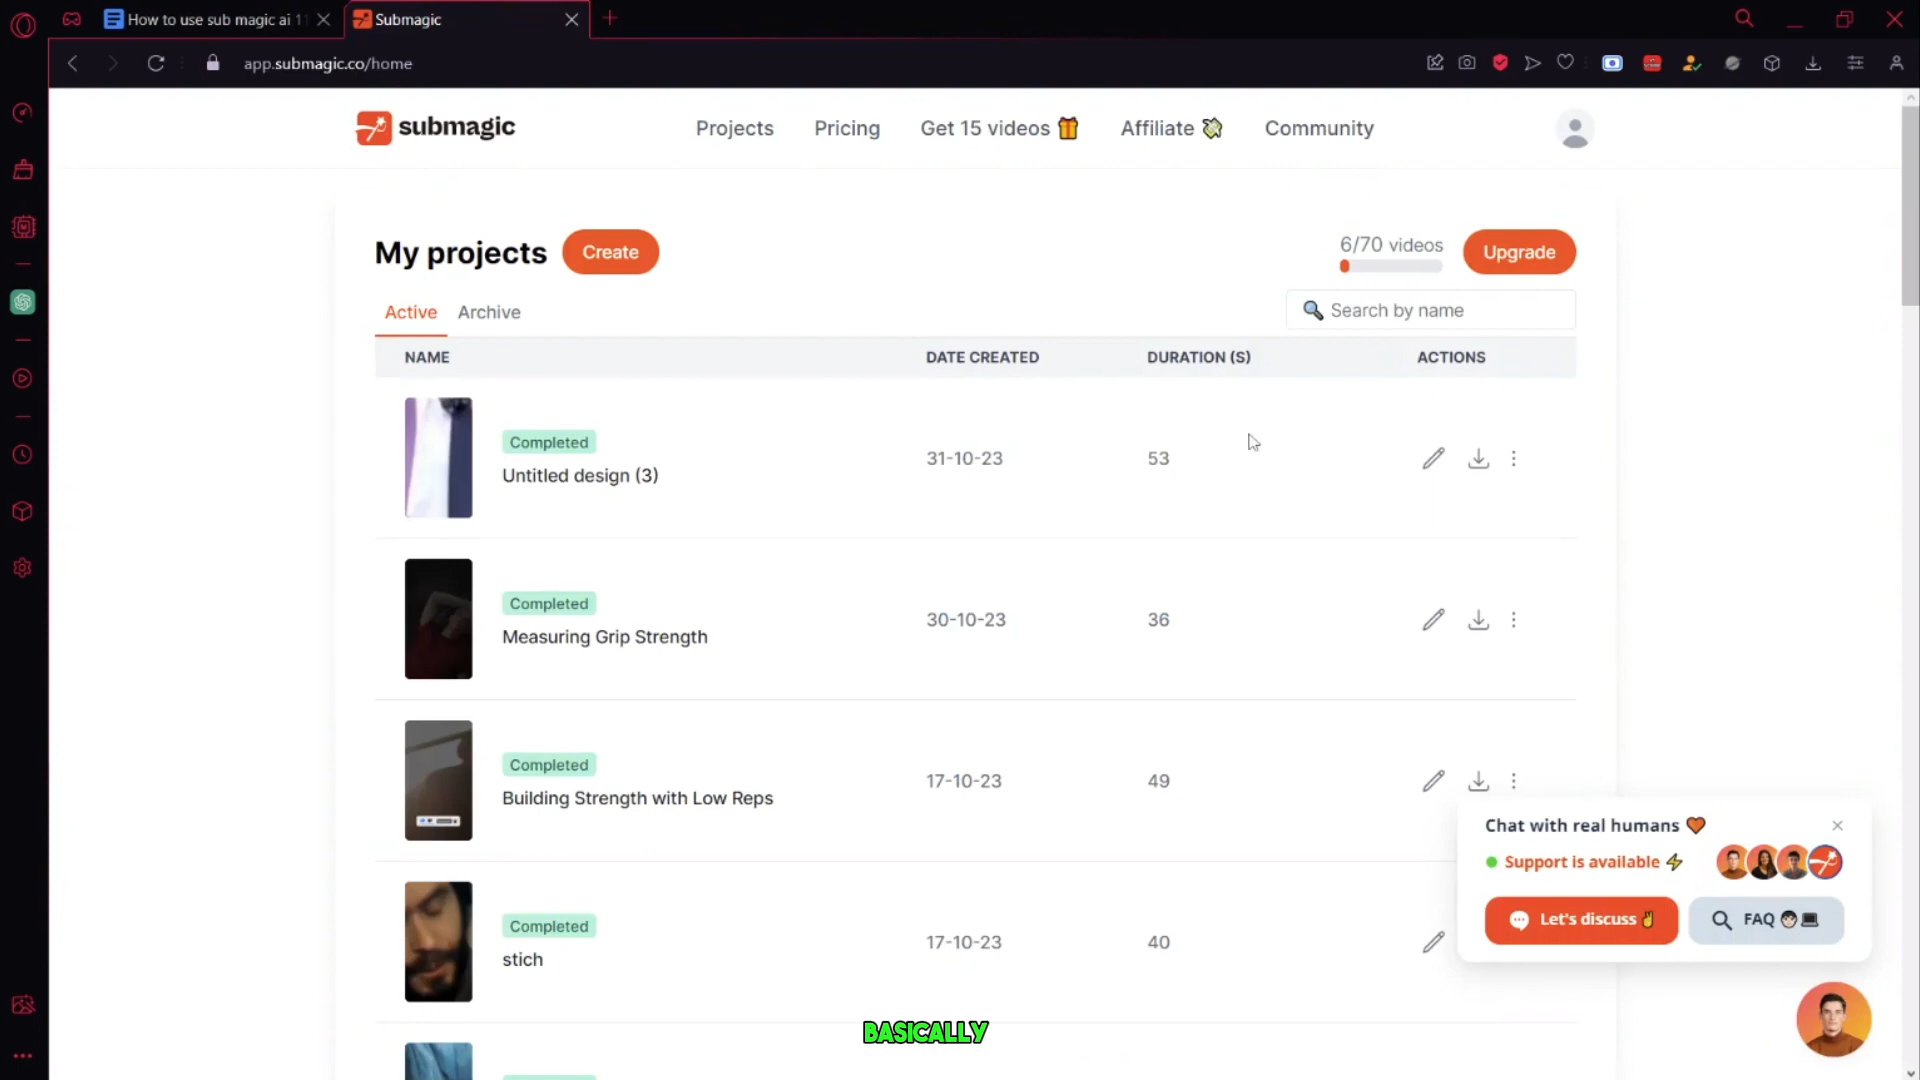 How to use sub magic ai 1
Submagic
app.submagic.co/home
submagic
Projects
Pricing
Get 15 videos
Affiliate
Community
My projects
Create
6/70 videos
Upgrade
Active
Archive
Search by name
NAME
DATE CREATED
DURATION (S)
ACTIONS
Completed
Untitled design (3)
31-10-23
53
Completed
Measuring Grip Strength
30-10-23
36
Completed
Building Strength with Low Reps
17-10-23
49
Chat with real humans
Support is available
Let's discuss
FAQ
Completed
stich
17-10-23
40
BASICALLY